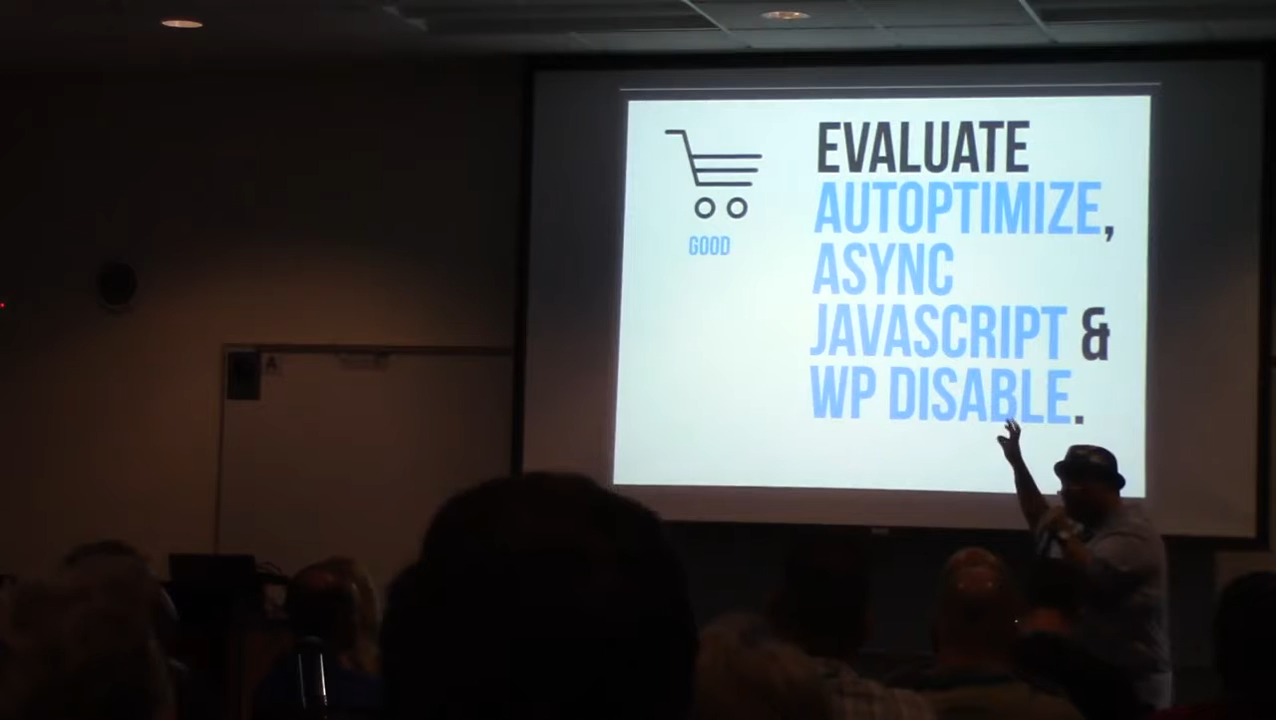 EVALUATE
AUTOPTIMIZE,
ASYNC
JAVASCRIPT &
WP DISABLE.
GOOD